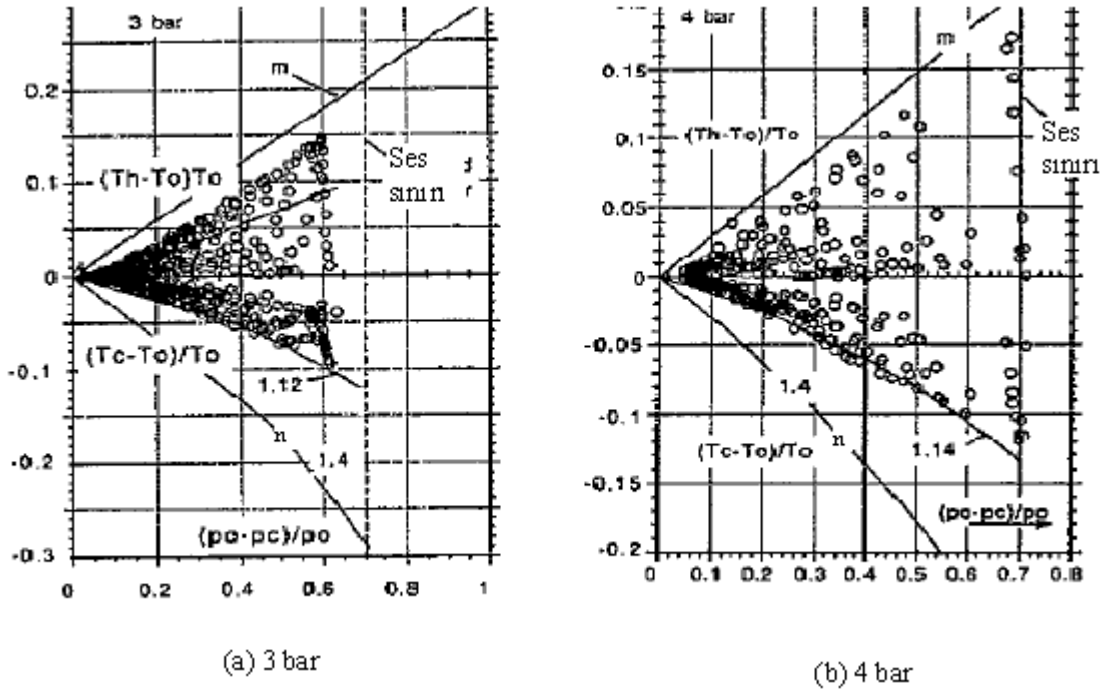 3 bar
0.2
m
(Th-To)To
Ses
sınırı
0.1
0
(Tc-To)/To
-0.1
1.12
n
1.4
-0.2
(po-pc)/po
-0.3
0 0.2 0.4 0.6 0.8 1
(a) 3 bar
4 bar
m
0.15
(Th-To)/To
Ses
sınırı
0.1
0.05
0
-0.05
1.4
-0.1
n
(Tc-To)/To
1.14
-0.15
(po-pc)/po
-0.2
0 0.1 0.2 0.3 0.4 0.5 0.6 0.7 0.8
(b) 4 bar